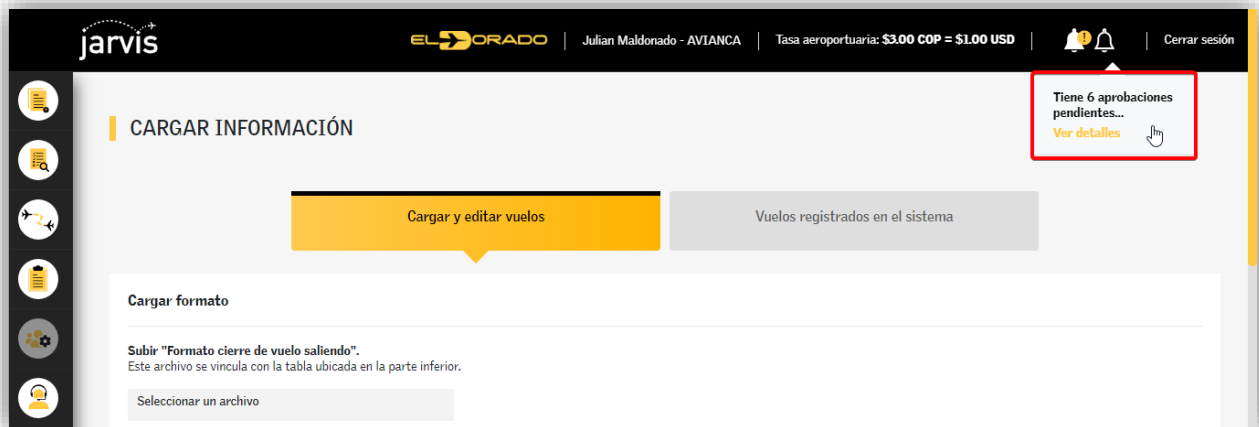 jarvis
EL DORADO
Julian Maldonado - AVIANCA
Tasa aeroportuaria: $3.00 COP = $1.00 USD
Cerrar sesión
Tiene 6 aprobaciones
pendientes...
Ver detalles
CARGAR INFORMACIÓN
Cargar y editar vuelos
Vuelos registrados en el sistema
Cargar formato
Subir "Formato cierre de vuelo saliendo".
Este archivo se vincula con la tabla ubicada en la parte inferior.
Seleccionar un archivo